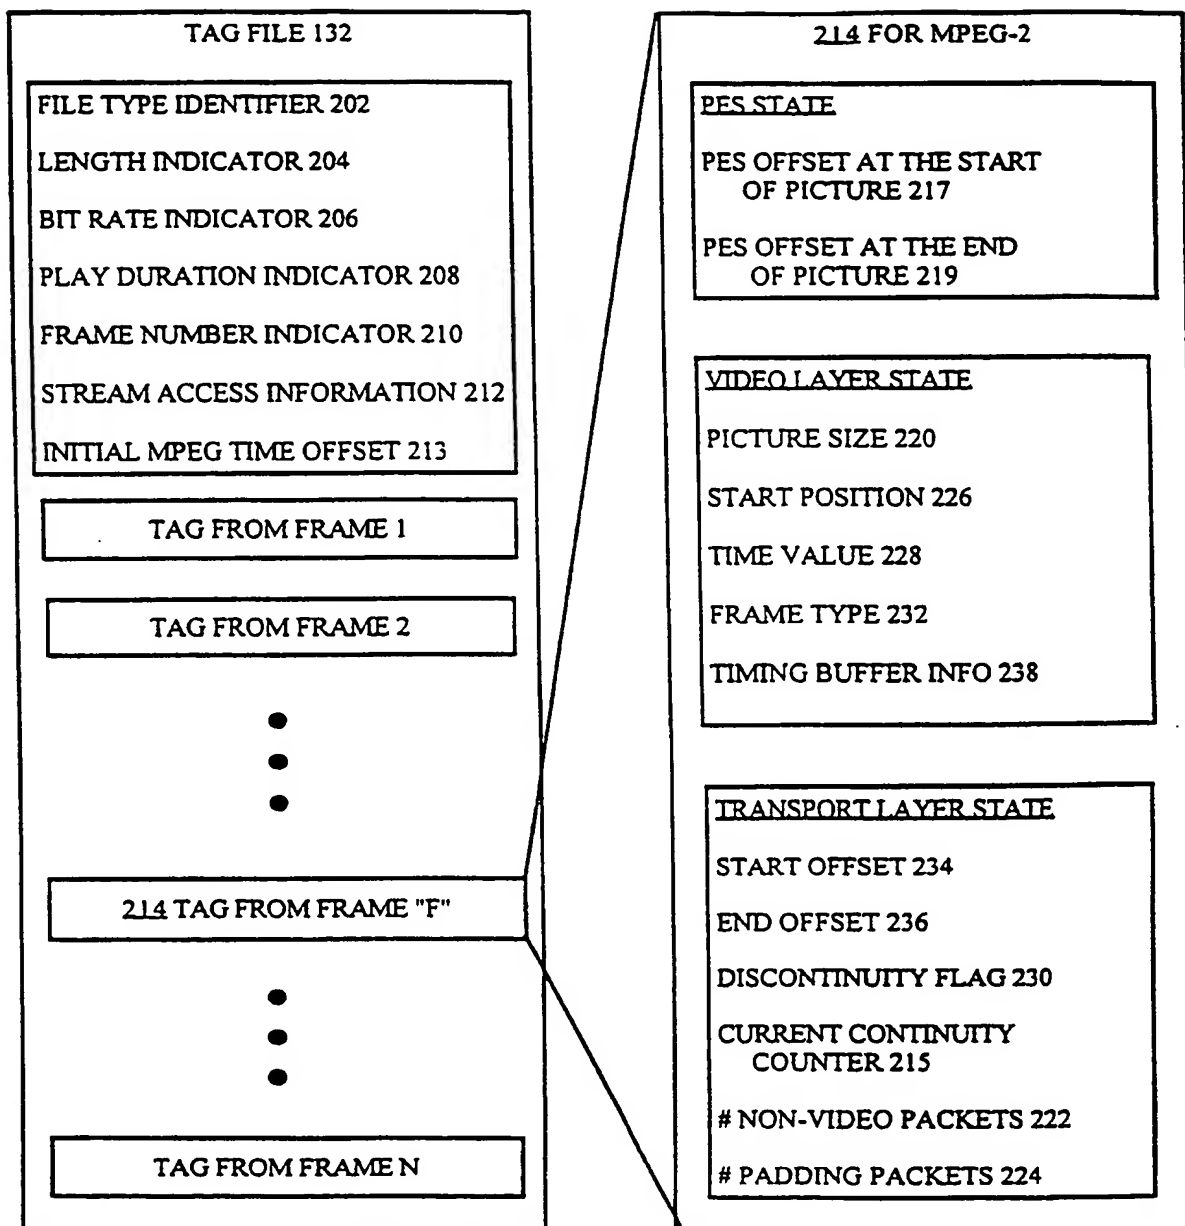 TAG FILE 132
FILE TYPE IDENTIFIER 202
LENGTH INDICATOR 204
BIT RATE INDICATOR 206
PLAY DURATION INDICATOR 208
FRAME NUMBER INDICATOR 210
STREAM ACCESS INFORMATION 212
INITIAL MPEG TIME OFFSET 213
TAG FROM FRAME 1
TAG FROM FRAME 2
214 TAG FROM FRAME "F"
TAG FROM FRAME N
214 FOR MPEG-2
PES STATE
PES OFFSET AT THE START
OF PICTURE 217
PES OFFSET AT THE END
OF PICTURE 219
VIDEO LAYER STATE
PICTURE SIZE 220
START POSITION 226
TIME VALUE 228
FRAME TYPE 232
TIMING BUFFER INFO 238
TRANSPORT LAYER STATE
START OFFSET 234
END OFFSET 236
DISCONTINUITY FLAG 230
CURRENT CONTINUITY
COUNTER 215
# NON-VIDEO PACKETS 222
# PADDING PACKETS 224